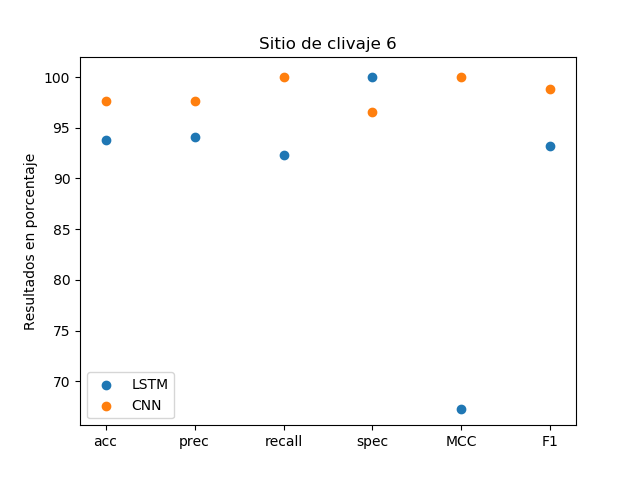 Sitio de clivaje 6
Resultados en porcentaje
100
95
90
85
80
75
70
LSTM
CNN
acc prec recall spec MCC F1